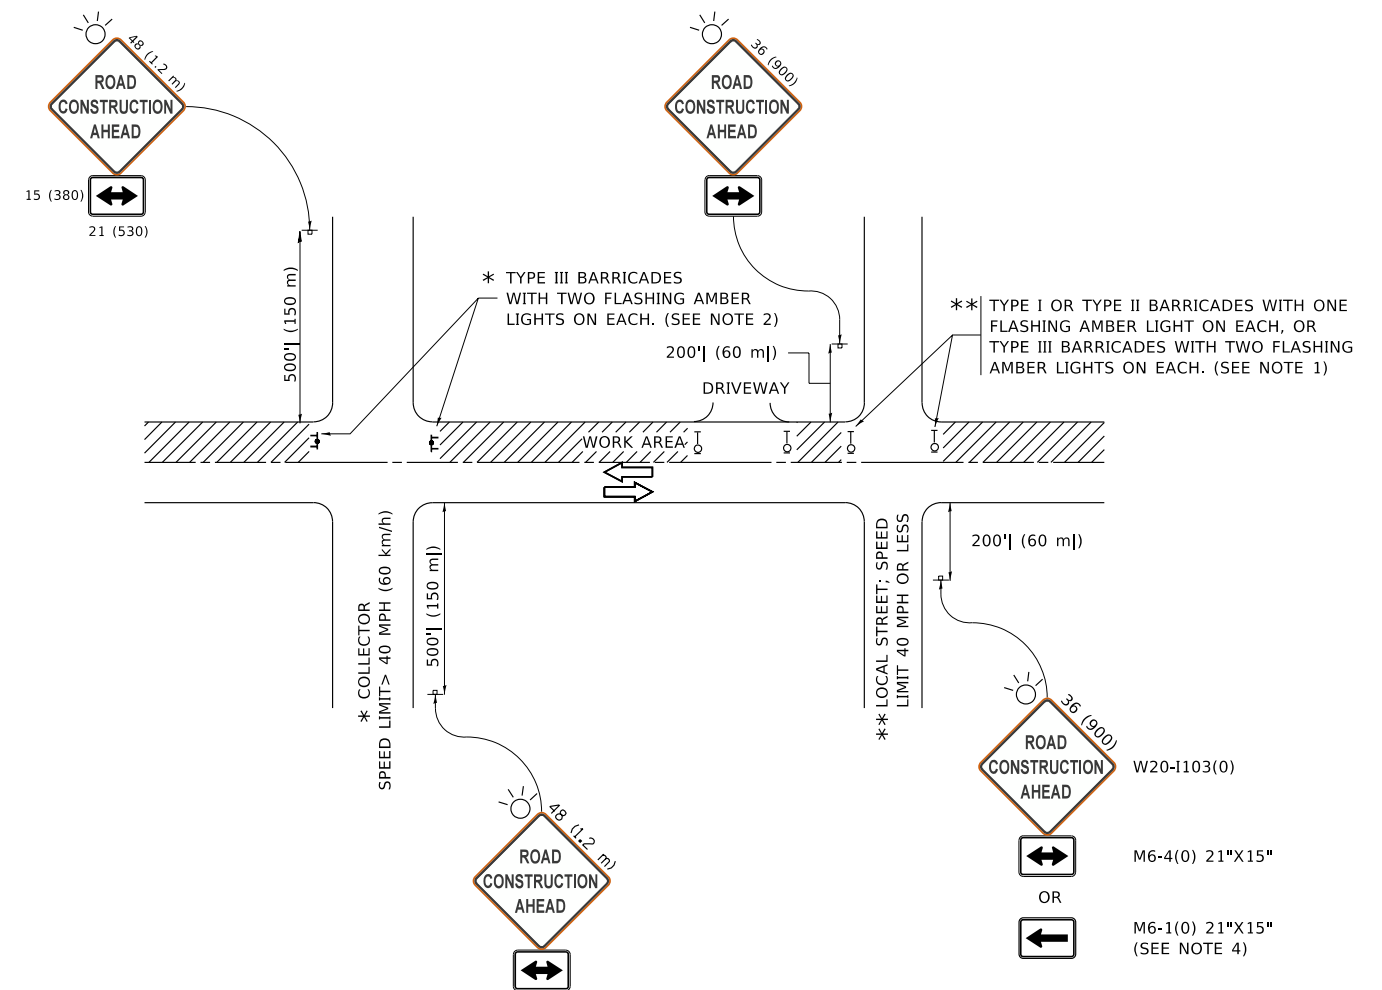 48 (1.2 m)
ROAD
CONSTRUCTION
AHEAD
15 (380)
21 (530)
36 (900)
ROAD
CONSTRUCTION
AHEAD
500'| (150 m)
* TYPE III BARRICADES
WITH TWO FLASHING AMBER
LIGHTS ON EACH. (SEE NOTE 2)
200'| (60 m|)
DRIVEWAY
** TYPE I OR TYPE II BARRICADES WITH ONE
FLASHING AMBER LIGHT ON EACH, OR
TYPE III BARRICADES WITH TWO FLASHING
AMBER LIGHTS ON EACH. (SEE NOTE 1)
WORK AREA
* COLLECTOR
SPEED LIMIT> 40 MPH (60 km/h)
500'| (150 m|)
** LOCAL STREET; SPEED
LIMIT 40 MPH OR LESS
200'| (60 m|)
48 (1.2 m)
ROAD
CONSTRUCTION
AHEAD
36 (900)
ROAD
CONSTRUCTION
AHEAD
W20-I103(0)
M6-4(0) 21"X15"
OR
M6-1(0) 21"X15"
(SEE NOTE 4)